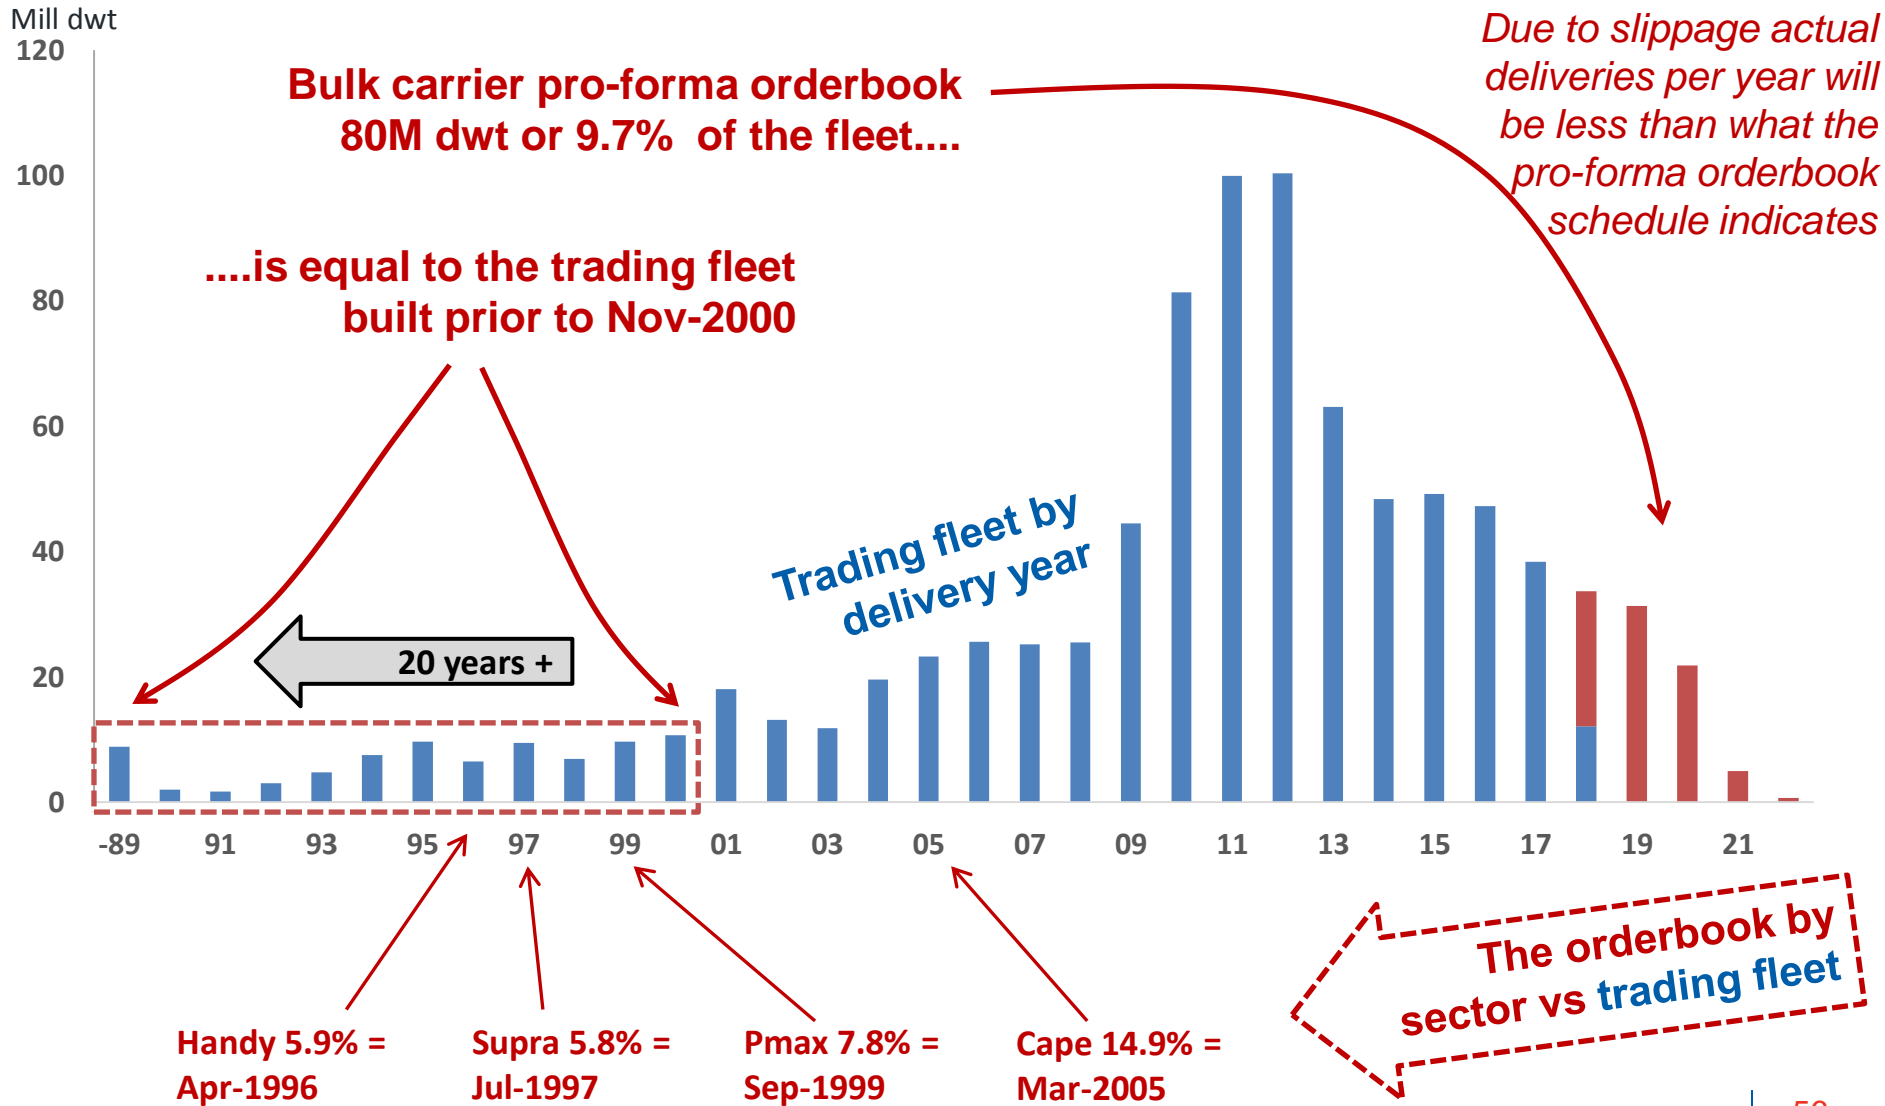 Mill dwt
120
100
80
60
40
20
0
Bulk carrier pro-forma orderbook
80M dwt or 9.7% of the fleet....
....is equal to the trading fleet
built prior to Nov-2000
Due to slippage actual
deliveries per year will
be less than what the
pro-forma orderbook
schedule indicates
Trading fleet by
delivery year
20 years +
-89 91 93 95 97 99 01 03 05 07 09 11 13 15 17 19 21
The orderbook by
sector vs trading fleet
Handy 5.9% =
Apr-1996
Supra 5.8% =
Jul-1997
Pmax 7.8% =
Sep-1999
Cape 14.9% =
Mar-2005